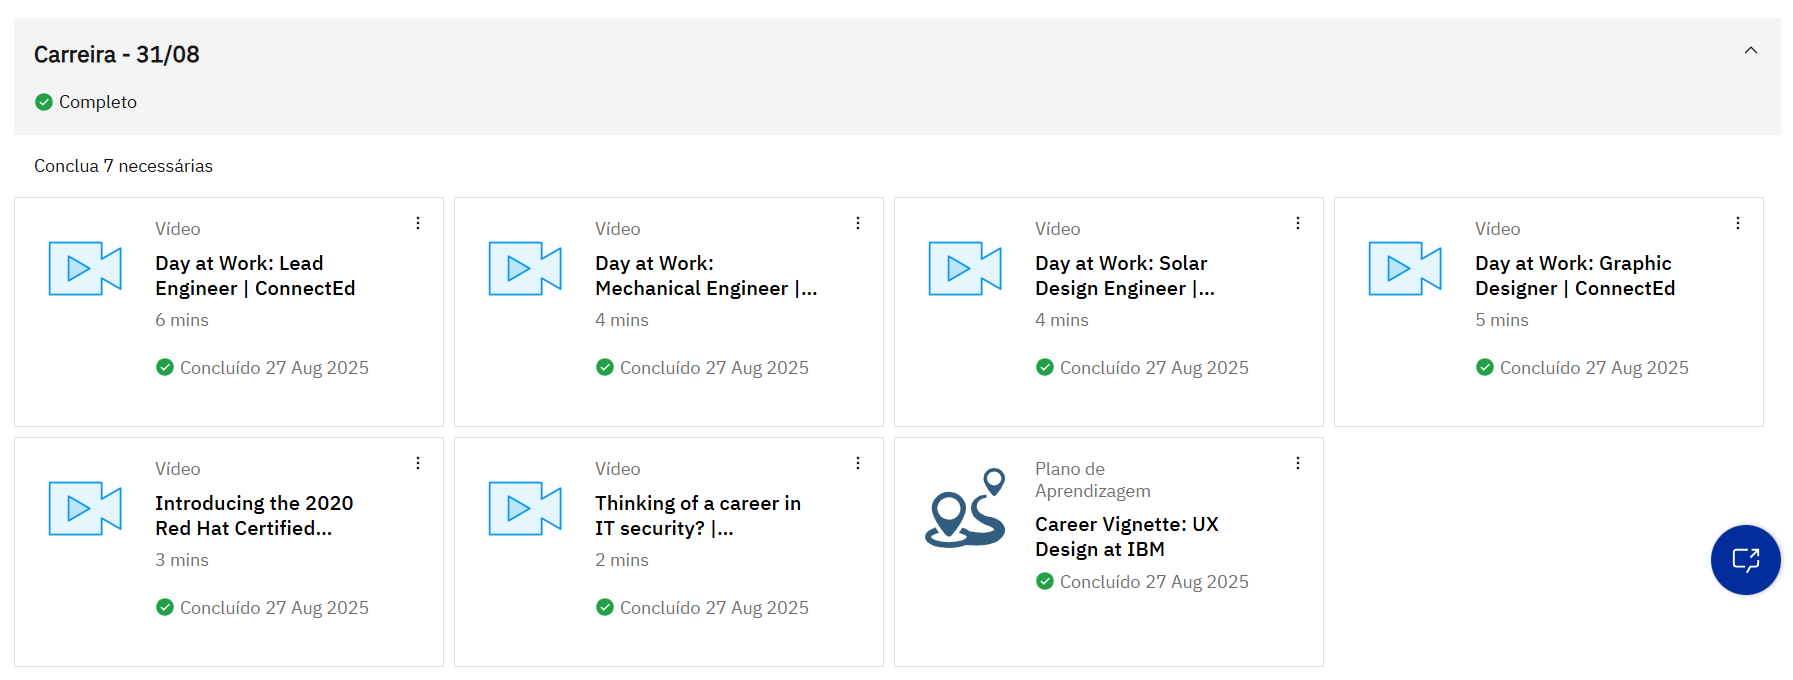 Carreira - 31/08
Completo
Conclua 7 necessárias
Vídeo
Day at Work: Lead
Engineer | ConnectEd
6 mins
Concluído 27 Aug 2025
Vídeo
Day at Work:
Mechanical Engineer |...
4 mins
Concluído 27 Aug 2025
Vídeo
Day at Work: Solar
Design Engineer |...
4 mins
Concluído 27 Aug 2025
Vídeo
Day at Work: Graphic
Designer | ConnectEd
5 mins
Concluído 27 Aug 2025
Vídeo
Introducing the 2020
Red Hat Certified...
3 mins
Concluído 27 Aug 2025
Vídeo
Thinking of a career in
IT security? |...
2 mins
Concluído 27 Aug 2025
Plano de
Aprendizagem
Career Vignette: UX
Design at IBM
Concluído 27 Aug 2025